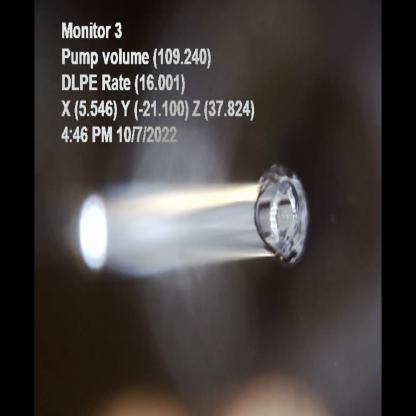 Monitor 3
Pump volume (109.240)
DLPE Rate (16.001)
X (5.546) Y (-21.100) Z (37.824)
4:46 PM 10/7/2022